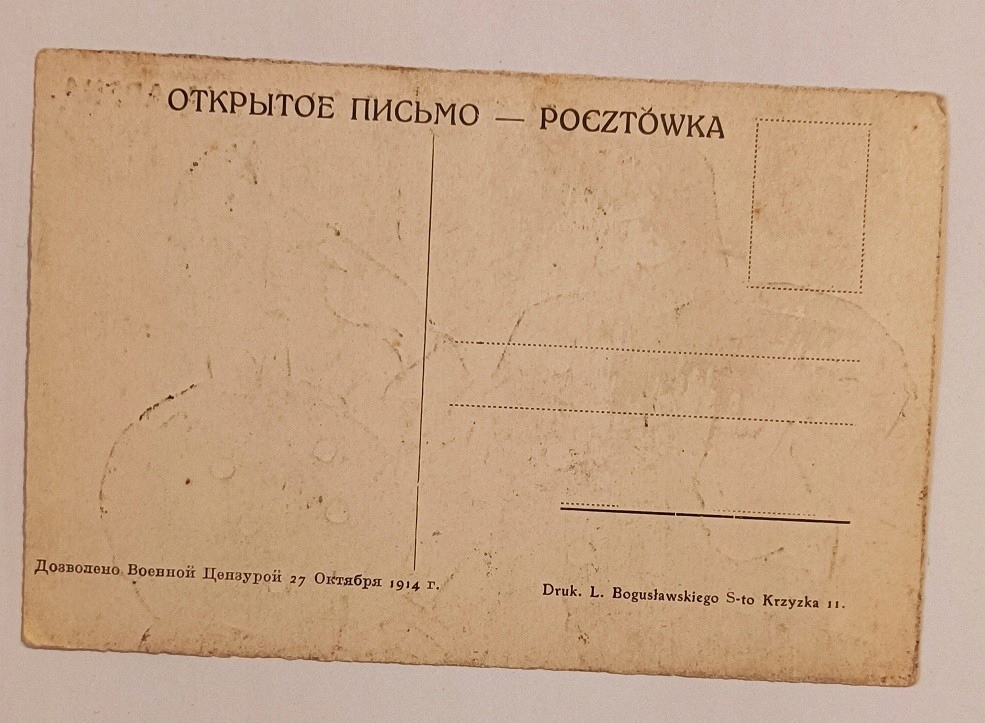 ОТКРЫТОЕ ПИСЬМО — POCZTÓWKA
Дозволено Военной Цензурой 27 Октября 1914 г.
Druk. L. Bogusławskiego S-to Krzyzka 11.